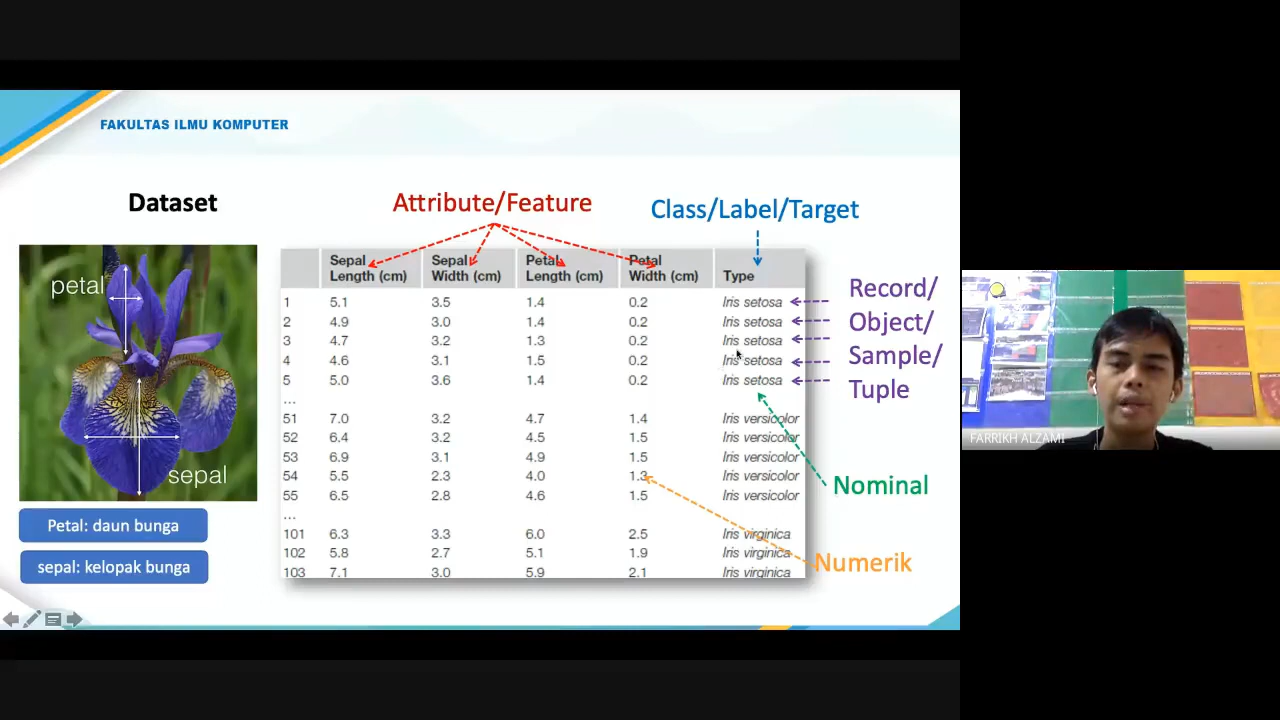 FAKULTAS ILMU KOMPUTER
Dataset
Attribute/Feature
Class/Label/Target
petal
sepal
Petal: daun bunga
sepal: kelopak bunga
Sepal Sepal Petal Petal
Length (cm) Width (cm) Length (cm) Width (cm) Type
1 5.1 3.5 1.4 0.2 Iris setosa
2 4.9 3.0 1.4 0.2 Iris setosa
3 4.7 3.2 1.3 0.2 Iris setosa
4 4.6 3.1 1.5 0.2 Iris setosa
5 5.0 3.6 1.4 0.2 Iris setosa
...
51 7.0 3.2 4.7 1.4 Iris versicolor
52 6.4 3.2 4.5 1.5 Iris versicolor
53 6.9 3.1 4.9 1.5 Iris versicolor
54 5.5 2.3 4.0 1.3 Iris versicolor
55 6.5 2.8 4.6 1.5 Iris versicolor
...
101 6.3 3.3 6.0 2.5 Iris virginica
102 5.8 2.7 5.1 1.9 Iris virginica
103 7.1 3.0 5.9 2.1 Iris virginica
Record/
Object/
Sample/
Tuple
Nominal
Numerik
FARRIKH ALZAMI